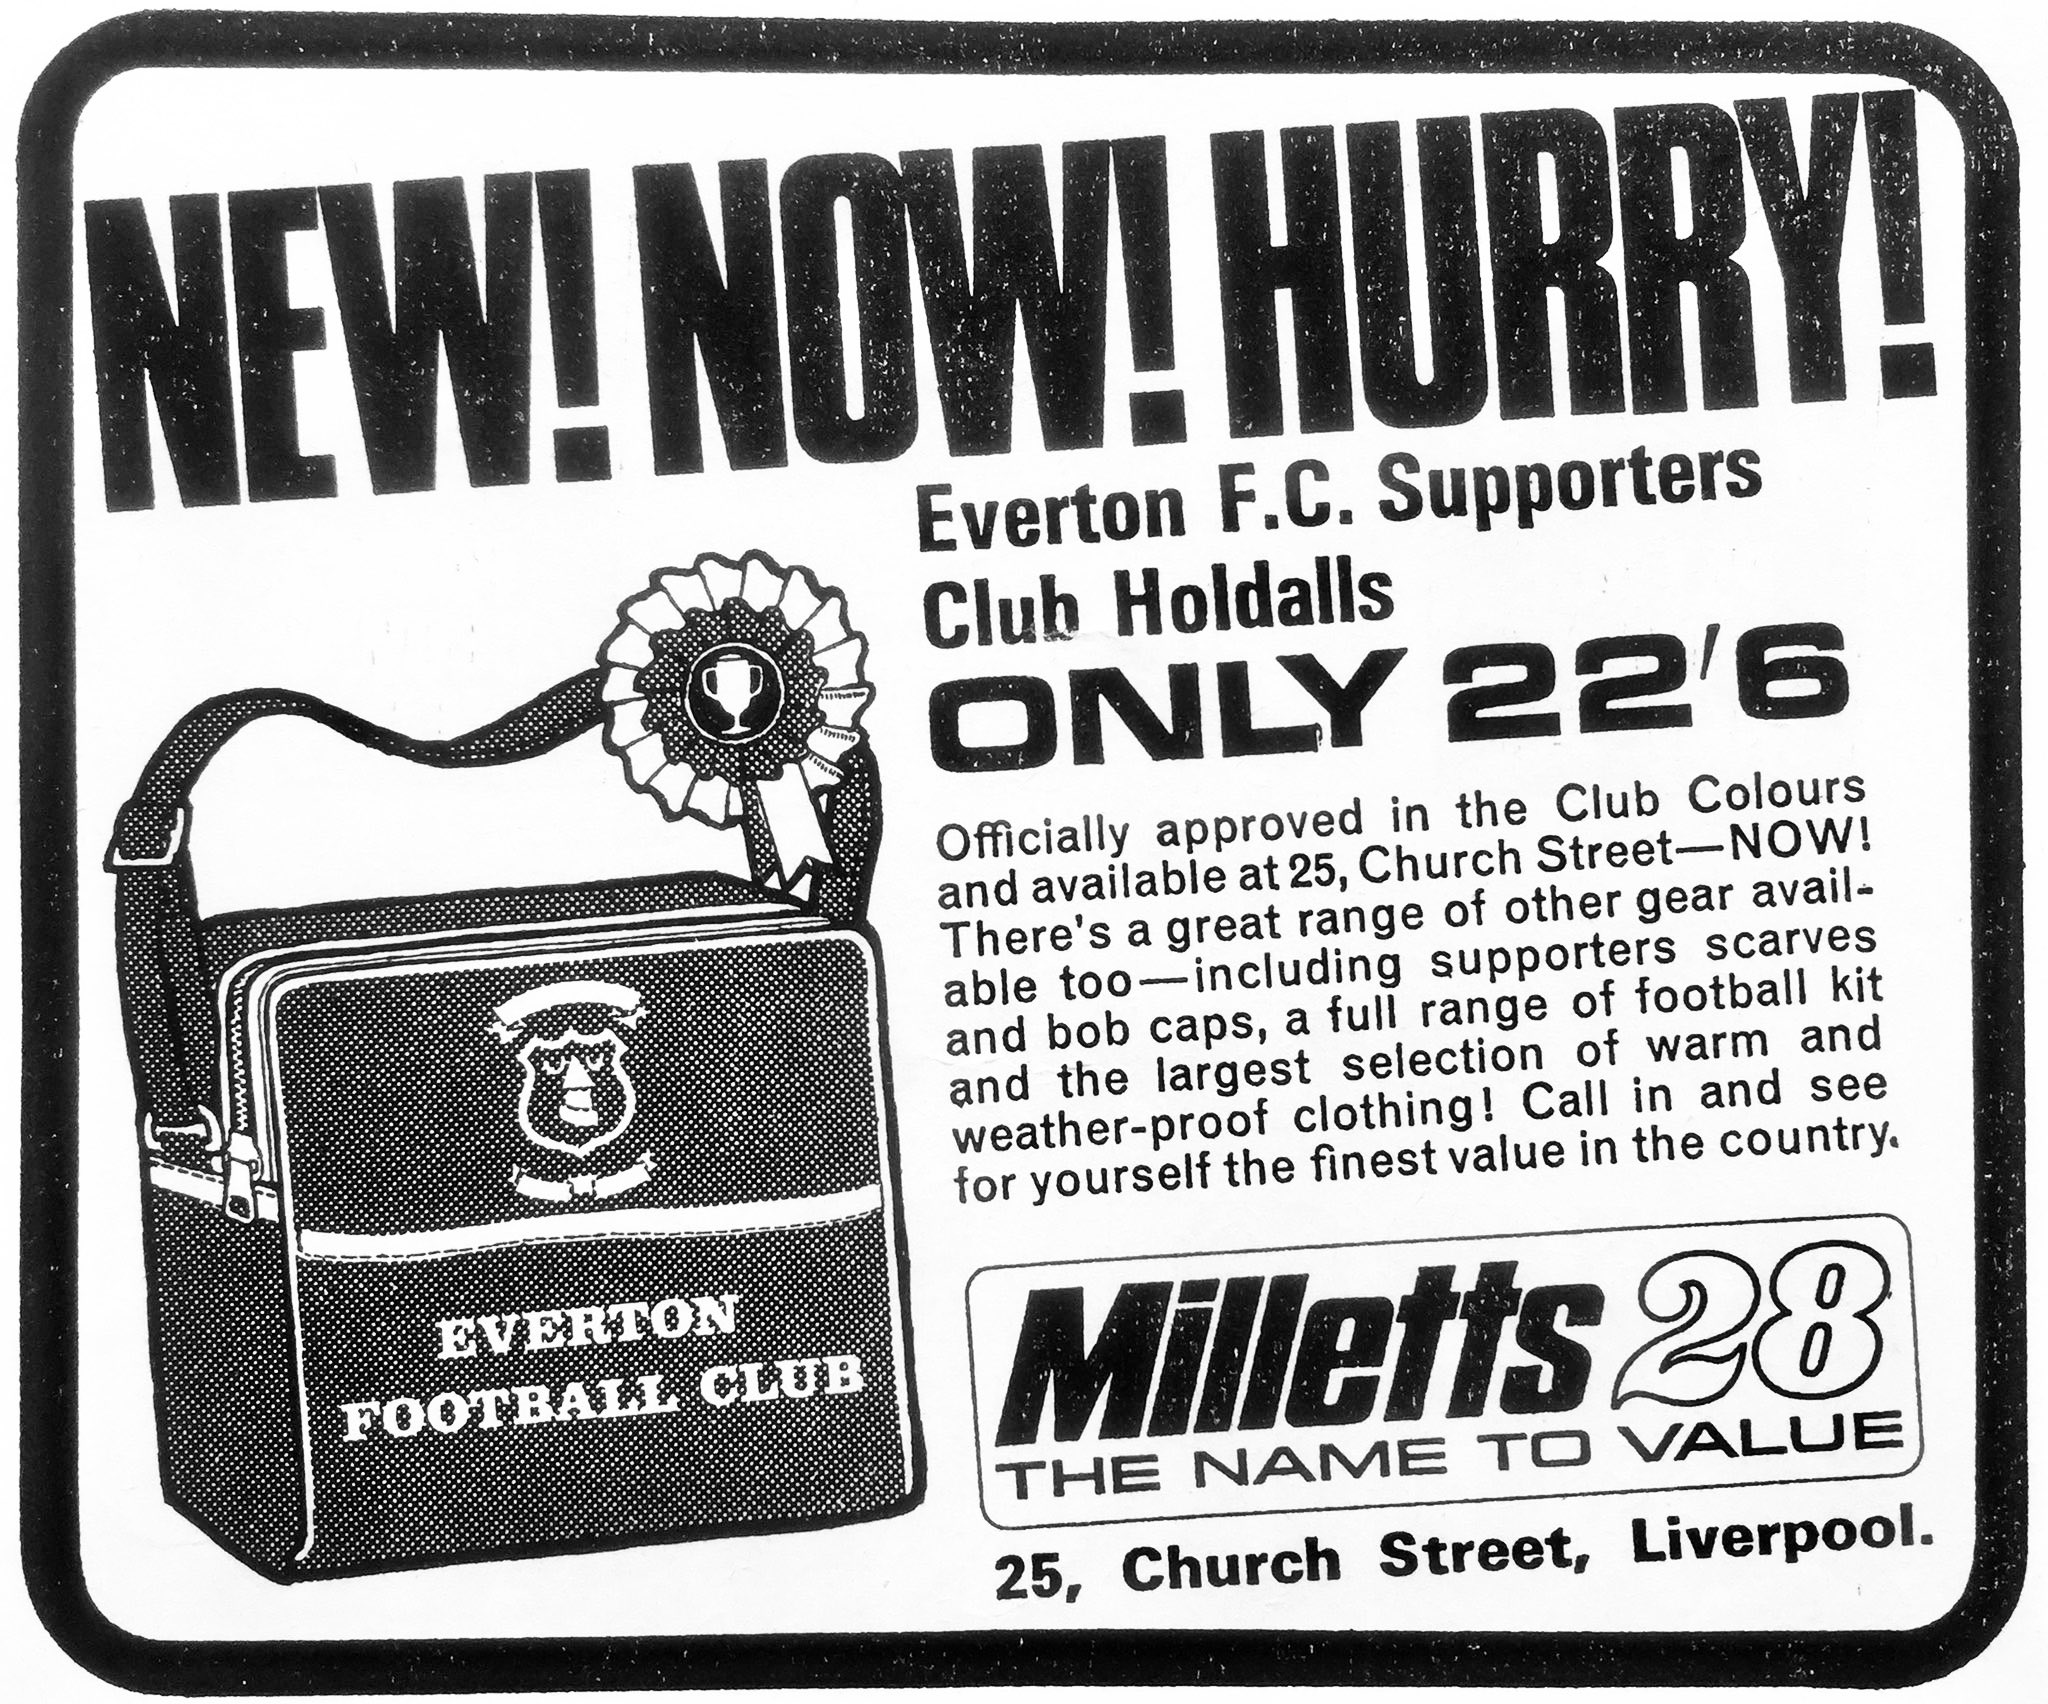 NEW! NOW! HURRY!
Everton F.C. Supporters
Club Holdalls
ONLY 22'6
Officially approved in the Club Colours
and available at 25, Church Street—NOW!
There's a great range of other gear avail-
able too—including supporters scarves
and bob caps, a full range of football kit
and the largest selection of warm and
weather-proof clothing! Call in and see
for yourself the finest value in the country.
EVERTON
FOOTBALL CLUB
Milletts 28
THE NAME TO VALUE
25, Church Street, Liverpool.